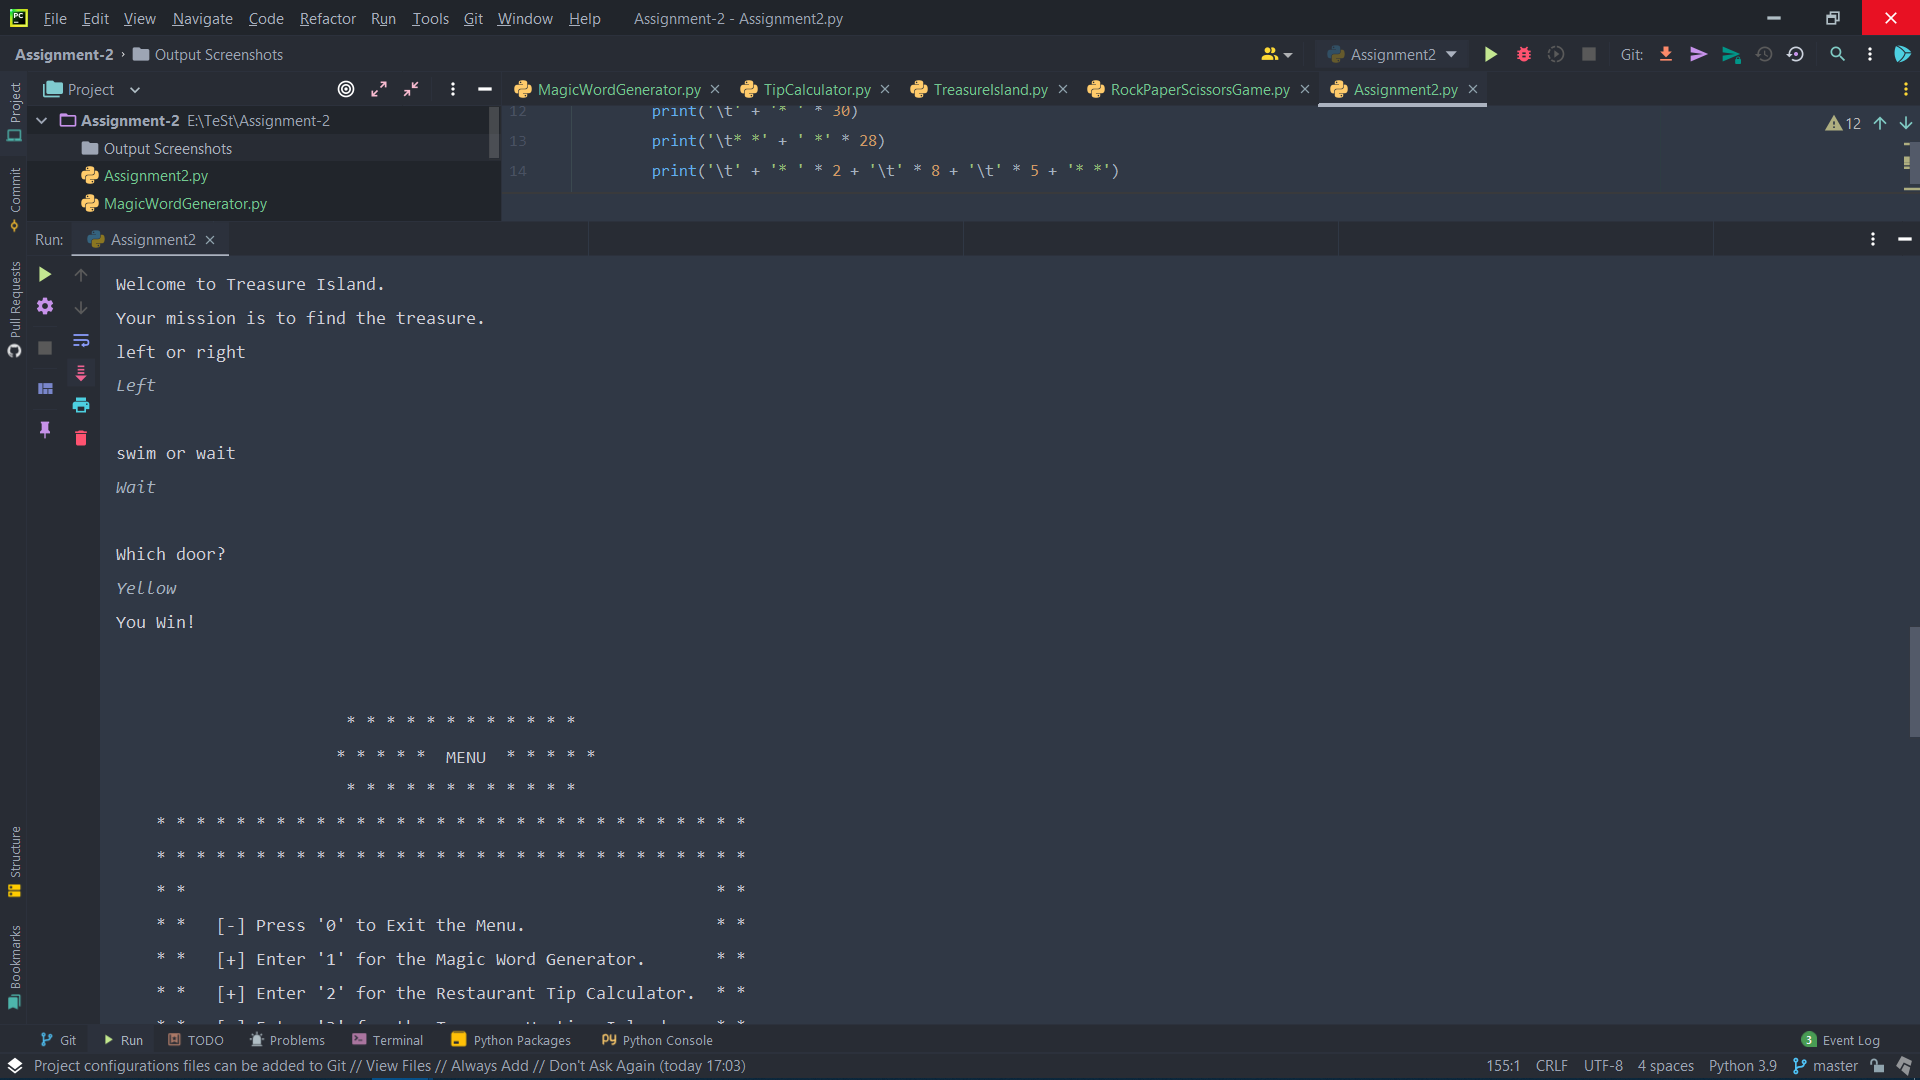 PC File Edit View Navigate Code Refactor Run Tools Git Window Help Assignment-2 - Assignment2.py
Assignment-2 › Output Screenshots Assignment2 Git:
Project MagicWordGenerator.py TipCalculator.py TreasureIsland.py RockPaperScissorsGame.py Assignment2.py
Assignment-2 E:\TeSt\Assignment-2
Output Screenshots
Assignment2.py
MagicWordGenerator.py
12 print('\t' + '* ' * 30)
13 print('\t* *' + ' *' * 28)
14 print('\t' + '* ' * 2 + '\t' * 8 + '\t' * 5 + '* *')
12
Project
Commit
Pull Requests
Structure
Bookmarks
Run: Assignment2
Welcome to Treasure Island.
Your mission is to find the treasure.
left or right
Left
swim or wait
Wait
Which door?
Yellow
You Win!
* * * * * * * * * * * *
* * * * * MENU * * * * *
* * * * * * * * * * * *
* * * * * * * * * * * * * * * * * * * * * * * * * * * * * *
* * * * * * * * * * * * * * * * * * * * * * * * * * * * * *
* * * *
* * [-] Press '0' to Exit the Menu. * *
* * [+] Enter '1' for the Magic Word Generator. * *
* * [+] Enter '2' for the Restaurant Tip Calculator. * *
Git Run TODO Problems Terminal Python Packages Python Console 3 Event Log
Project configurations files can be added to Git // View Files // Always Add // Don't Ask Again (today 17:03) 155:1 CRLF UTF-8 4 spaces Python 3.9 master